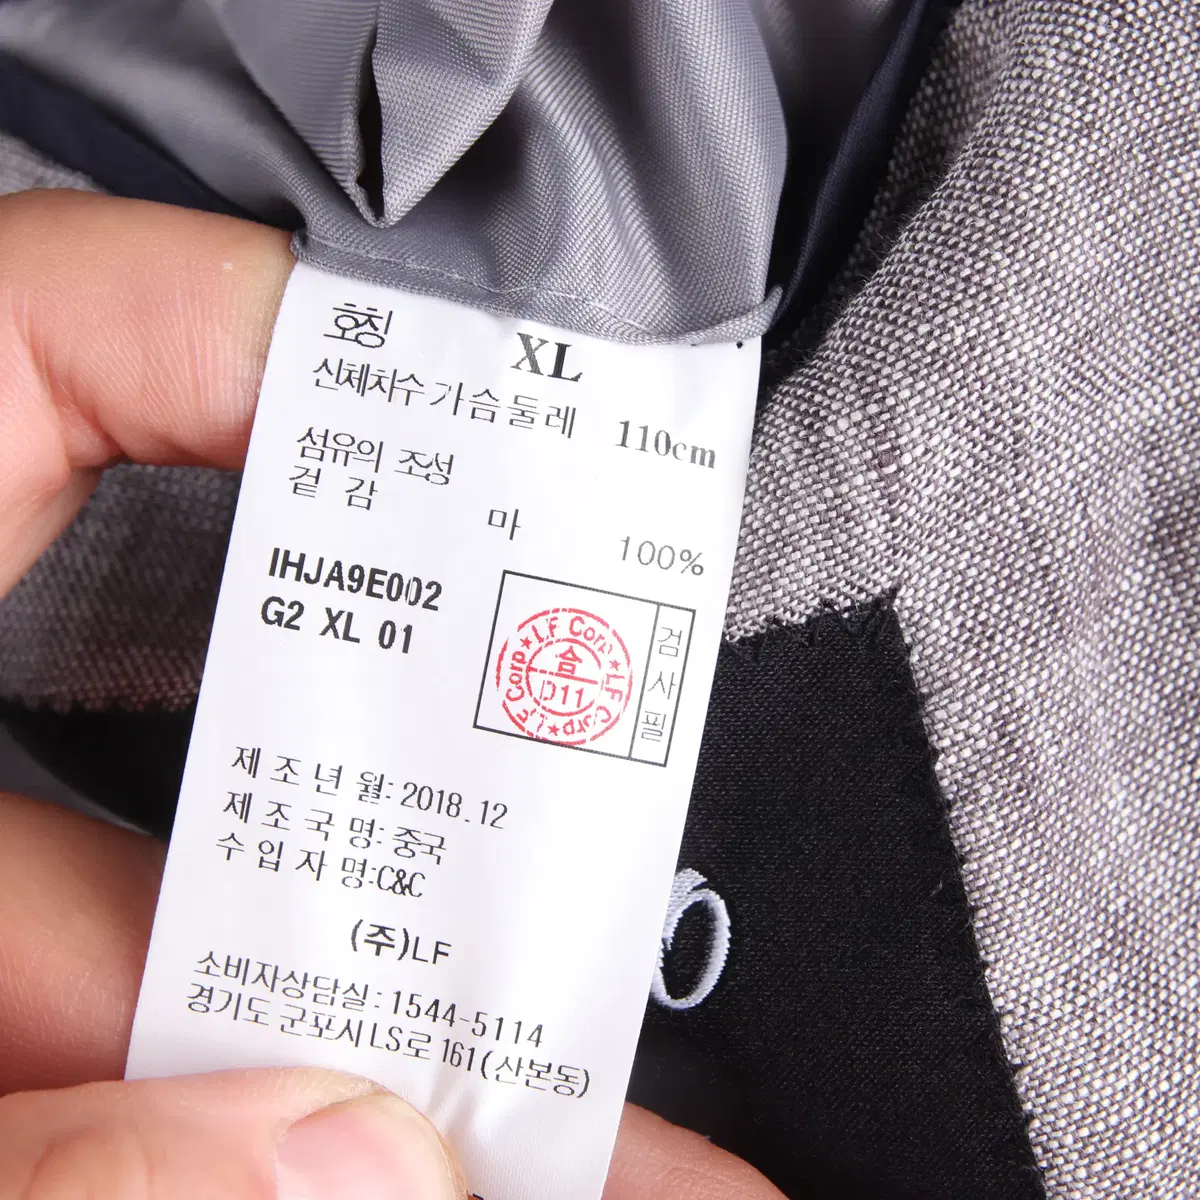 호칭 XL
신체치수 가슴둘레 110cm
섬유의 조성
겉 감
마 100%
IHJA9E002
G2 XL 01
LF Corp★LF Corp★LF Corp★
합
D11
검사필
제 조 년 월: 2018.12
제 조 국 명: 중국
수 입 자 명:C&C
(주)LF
소비자상담실: 1544-5114
경기도 군포시 LS로 161(산본동)